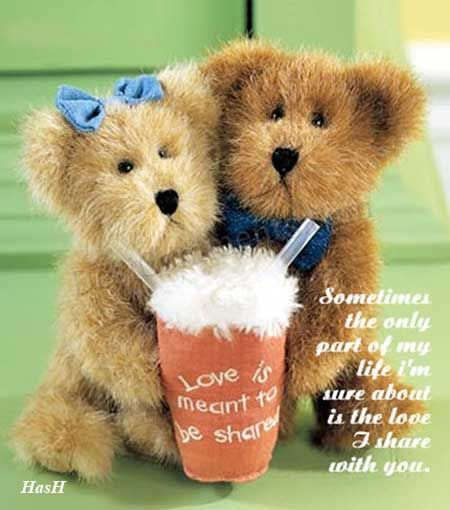 Love is
meant to
be shared
Sometimes
the only
part of my
life i'm
sure about
is the love
I share
with you.
HasH